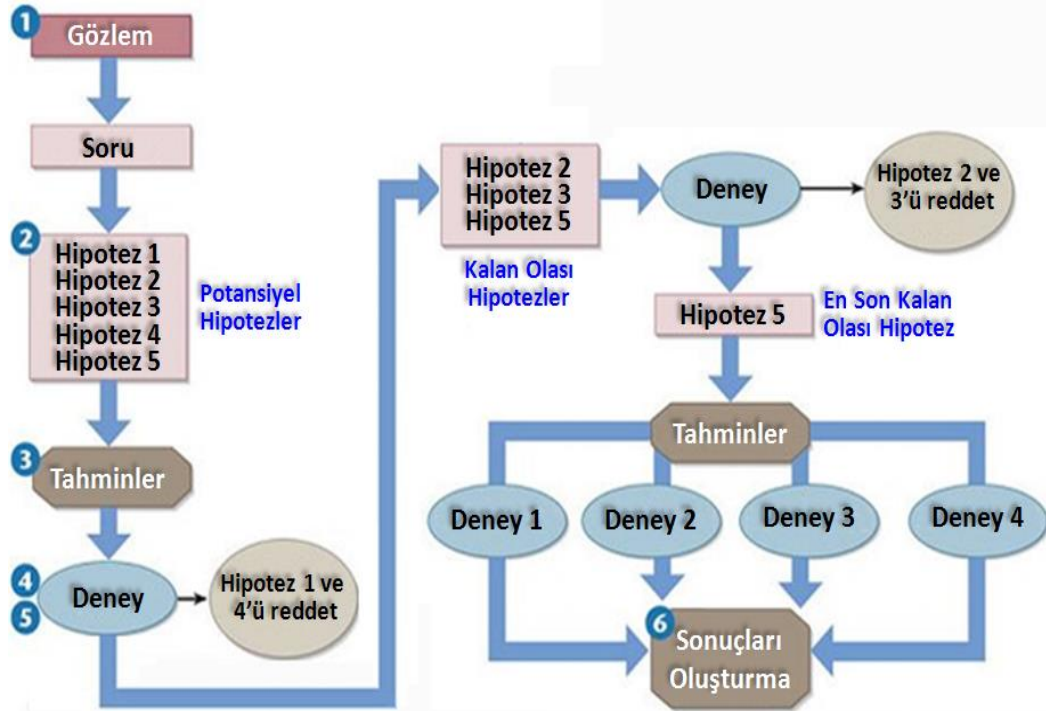 1
Gözlem
Soru
2
Hipotez 1
Hipotez 2
Hipotez 3
Hipotez 4
Hipotez 5
Potansiyel
Hipotezler
3
Tahminler
4
5
Deney
Hipotez 1 ve
4'ü reddet
Hipotez 2
Hipotez 3
Hipotez 5
Kalan Olası
Hipotezler
Deney
Hipotez 2 ve
3'ü reddet
Hipotez 5
En Son Kalan
Olası Hipotez
Tahminler
Deney 1
Deney 2
Deney 3
Deney 4
6
Sonuçları
Oluşturma